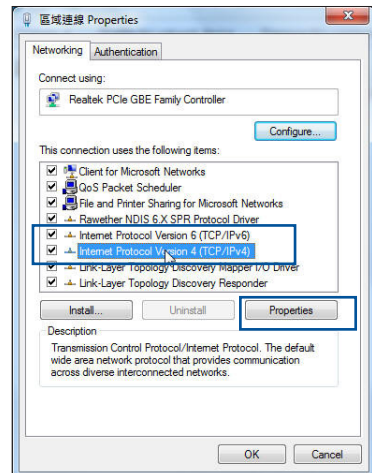 區域連線 Properties
Networking Authentication
Connect using:
Realtek PCIe GBE Family Controller
Configure...
This connection uses the following items:
Client for Microsoft Networks
QoS Packet Scheduler
File and Printer Sharing for Microsoft Networks
Rawether NDIS 6.X SPR Protocol Driver
Internet Protocol Version 6 (TCP/IPv6)
Internet Protocol Version 4 (TCP/IPv4)
Link-Layer Topology Discovery Mapper I/O Driver
Link-Layer Topology Discovery Responder
Install... Uninstall Properties
Description
Transmission Control Protocol/Internet Protocol. The default
wide area network protocol that provides communication
across diverse interconnected networks.
OK Cancel